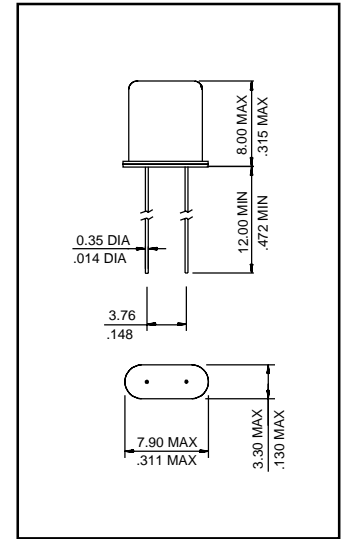 8.00 MAX
.315 MAX
12.00 MIN
.472 MIN
0.35 DIA
.014 DIA
3.76
.148
7.90 MAX
.311 MAX
3.30 MAX
.130 MAX